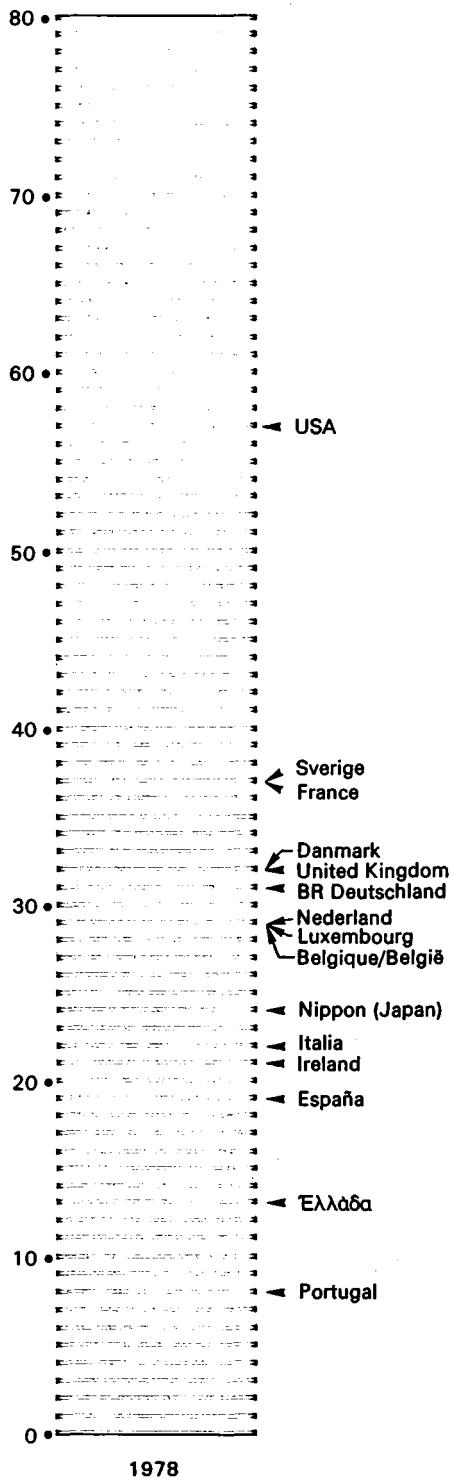 80
70
60
USA
50
40
Sverige
France
Danmark
United Kingdom
BR Deutschland
30
Nederland
Luxembourg
Belgique/België
Nippon (Japan)
Italia
Ireland
20
España
Έλλàδα
10
Portugal
0
1978